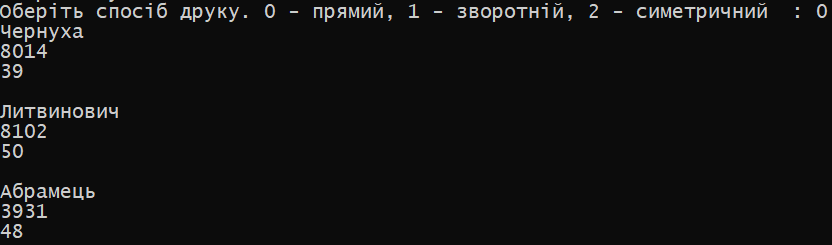 Оберіть спосіб друку. 0 - прямий, 1 - зворотній, 2 - симетричний  : 0
Чернуха
8014
39
Литвинович
8102
50
Абрамець
3931
48